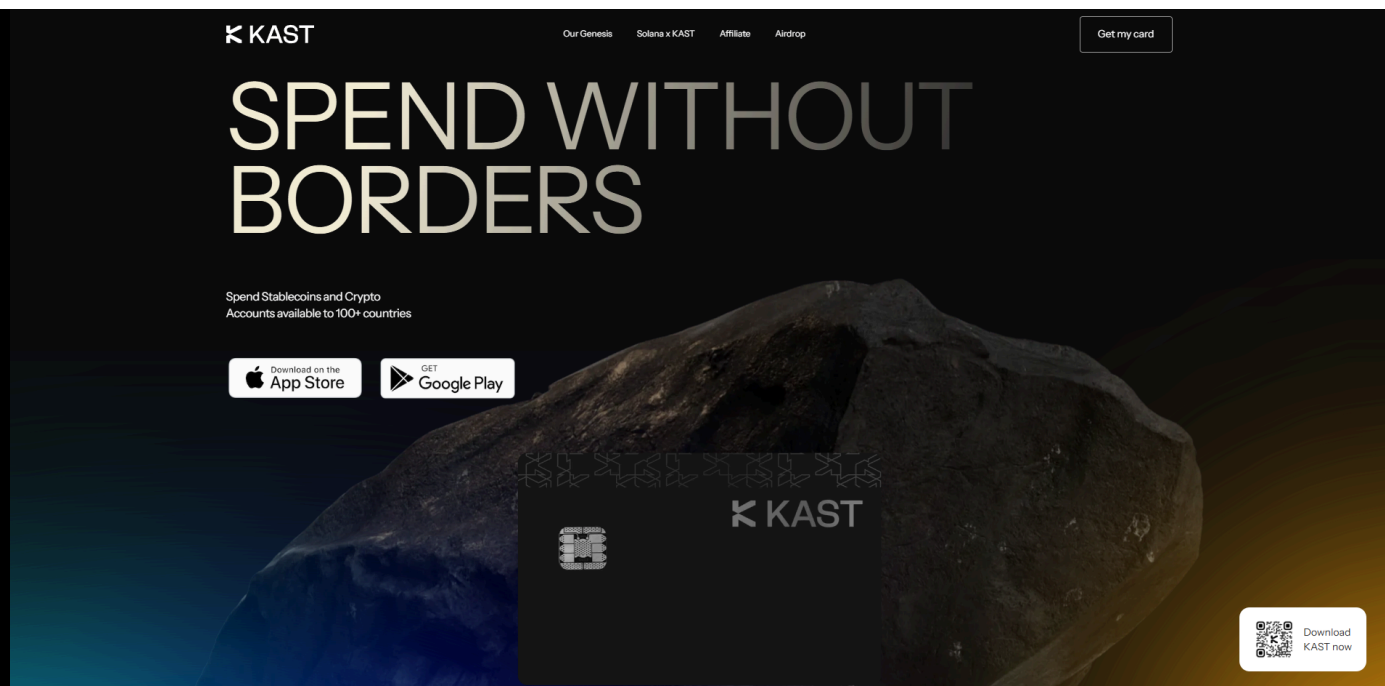 KAST
Our Genesis
Solana x KAST
Affiliate
Airdrop
Get my card
SPEND WITHOUT
BORDERS
Spend Stablecoins and Crypto
Accounts available to 100+ countries
Download on the
App Store
GET
Google Play
KAST
Download
KAST now